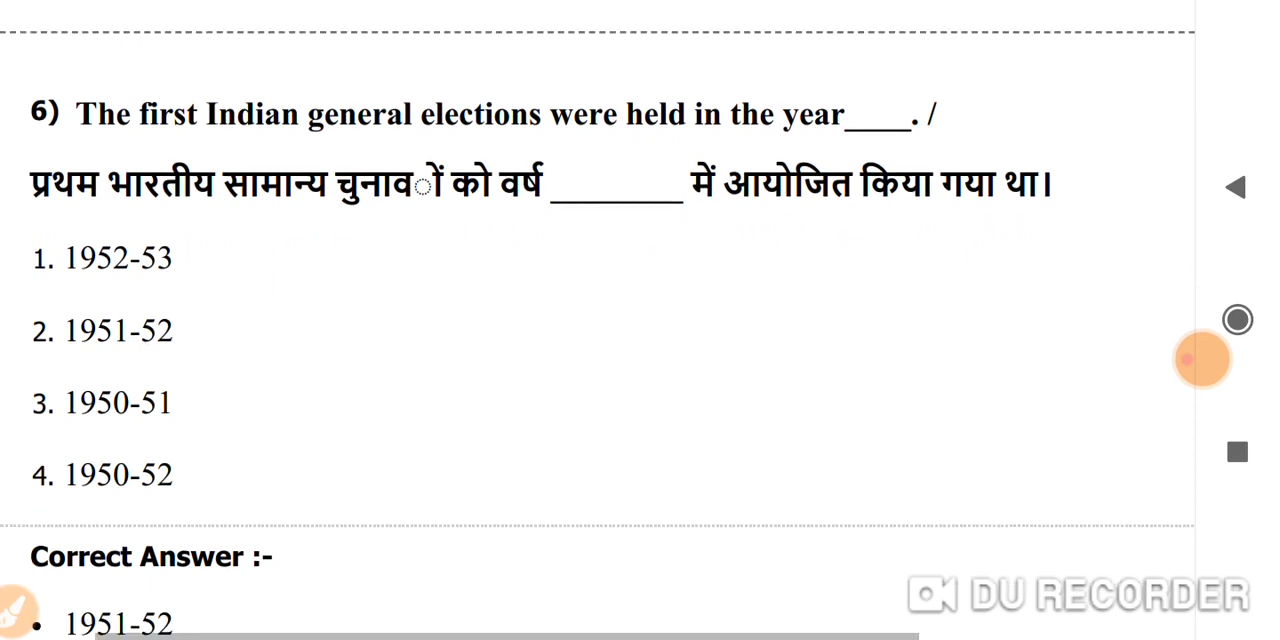 6) The first Indian general elections were held in the year____. /
प्रथम भारतीय सामान्य चुनाव ों को वर्ष _______ में आयोजित किया गया था।
1. 1952-53
2. 1951-52
3. 1950-51
4. 1950-52
Correct Answer :-
• 1951-52
DU RECORDER